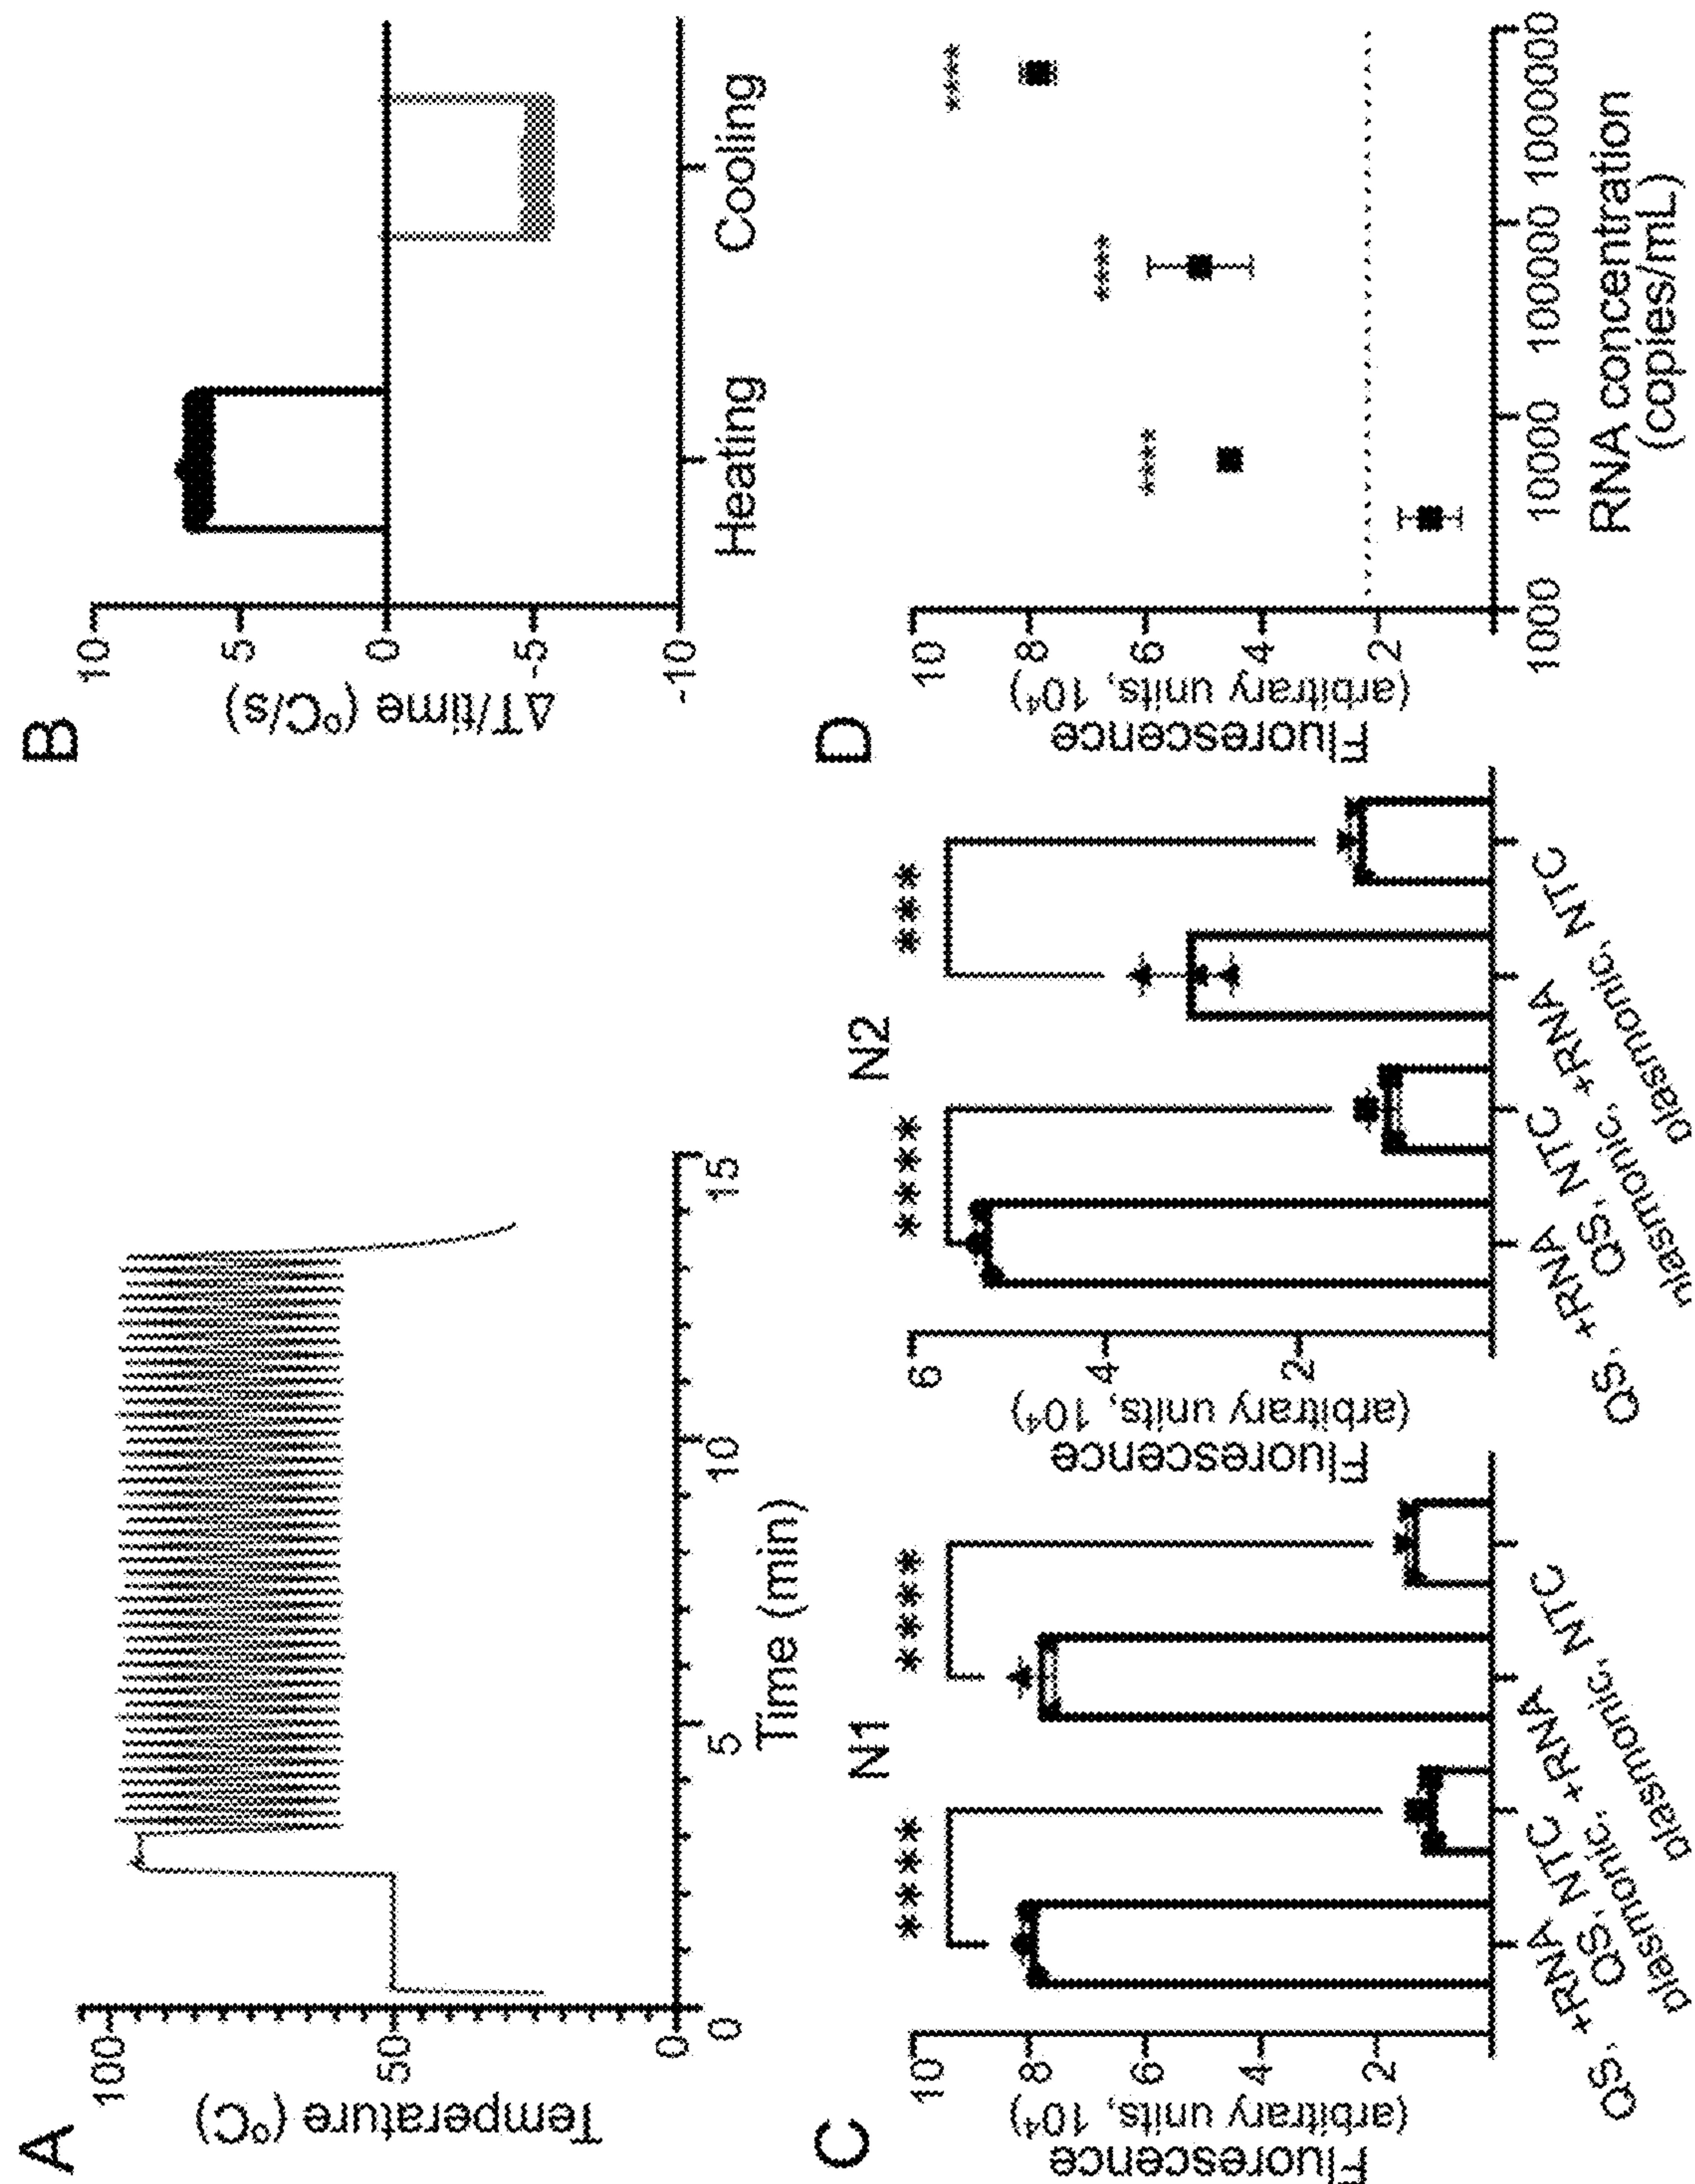 A
Temperature (°C)
100
50
0
0
5
10
15
Time (min)
B
ΔT/time (°C/s)
10
5
0
-5
-10
Heating
Cooling
C
N1
Fluorescence
(arbitrary units, 10⁴)
10
8
6
4
2
****
****
QS, +RNA
QS, NTC
plasmonic, +RNA
plasmonic, NTC
N2
Fluorescence
(arbitrary units, 10⁴)
6
4
2
****
***
QS, +RNA
QS, NTC
plasmonic, +RNA
plasmonic, NTC
D
Fluorescence
(arbitrary units, 10⁴)
10
8
6
4
2
****
****
****
1000
10000
100000
1000000
RNA concentration
(copies/mL)